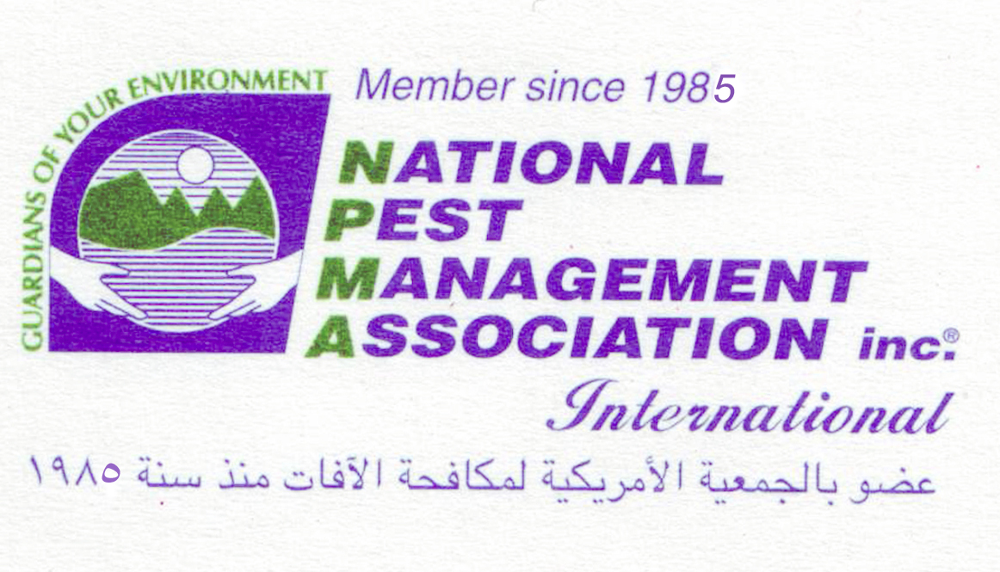 GUARDIANS OF YOUR ENVIRONMENT
Member since 1985
NATIONAL
PEST
MANAGEMENT
ASSOCIATION inc.®
International
عضو بالجمعية الأمريكية لمكافحة الآفات منذ سنة ١٩٨٥